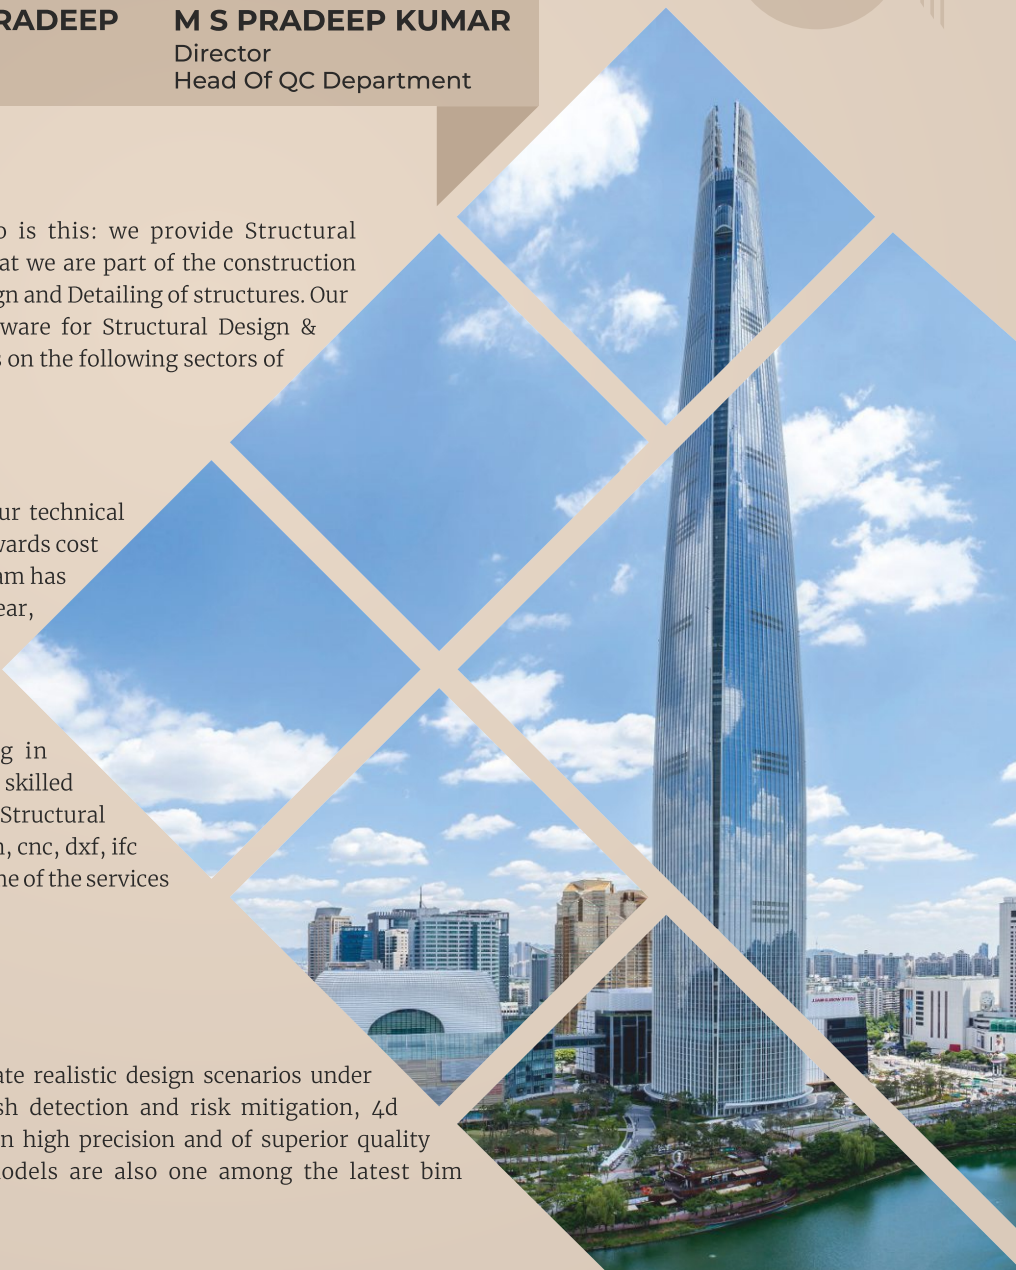 RADEEP
M S PRADEEP KUMAR
Director
Head Of QC Department
o is this: we provide Structural
at we are part of the construction
gn and Detailing of structures. Our
ware for Structural Design &
s on the following sectors of
ur technical
wards cost
am has
ear,
g in
skilled
Structural
n, cnc, dxf, ifc
ne of the services
ate realistic design scenarios under
sh detection and risk mitigation, 4d
n high precision and of superior quality
odels are also one among the latest bim